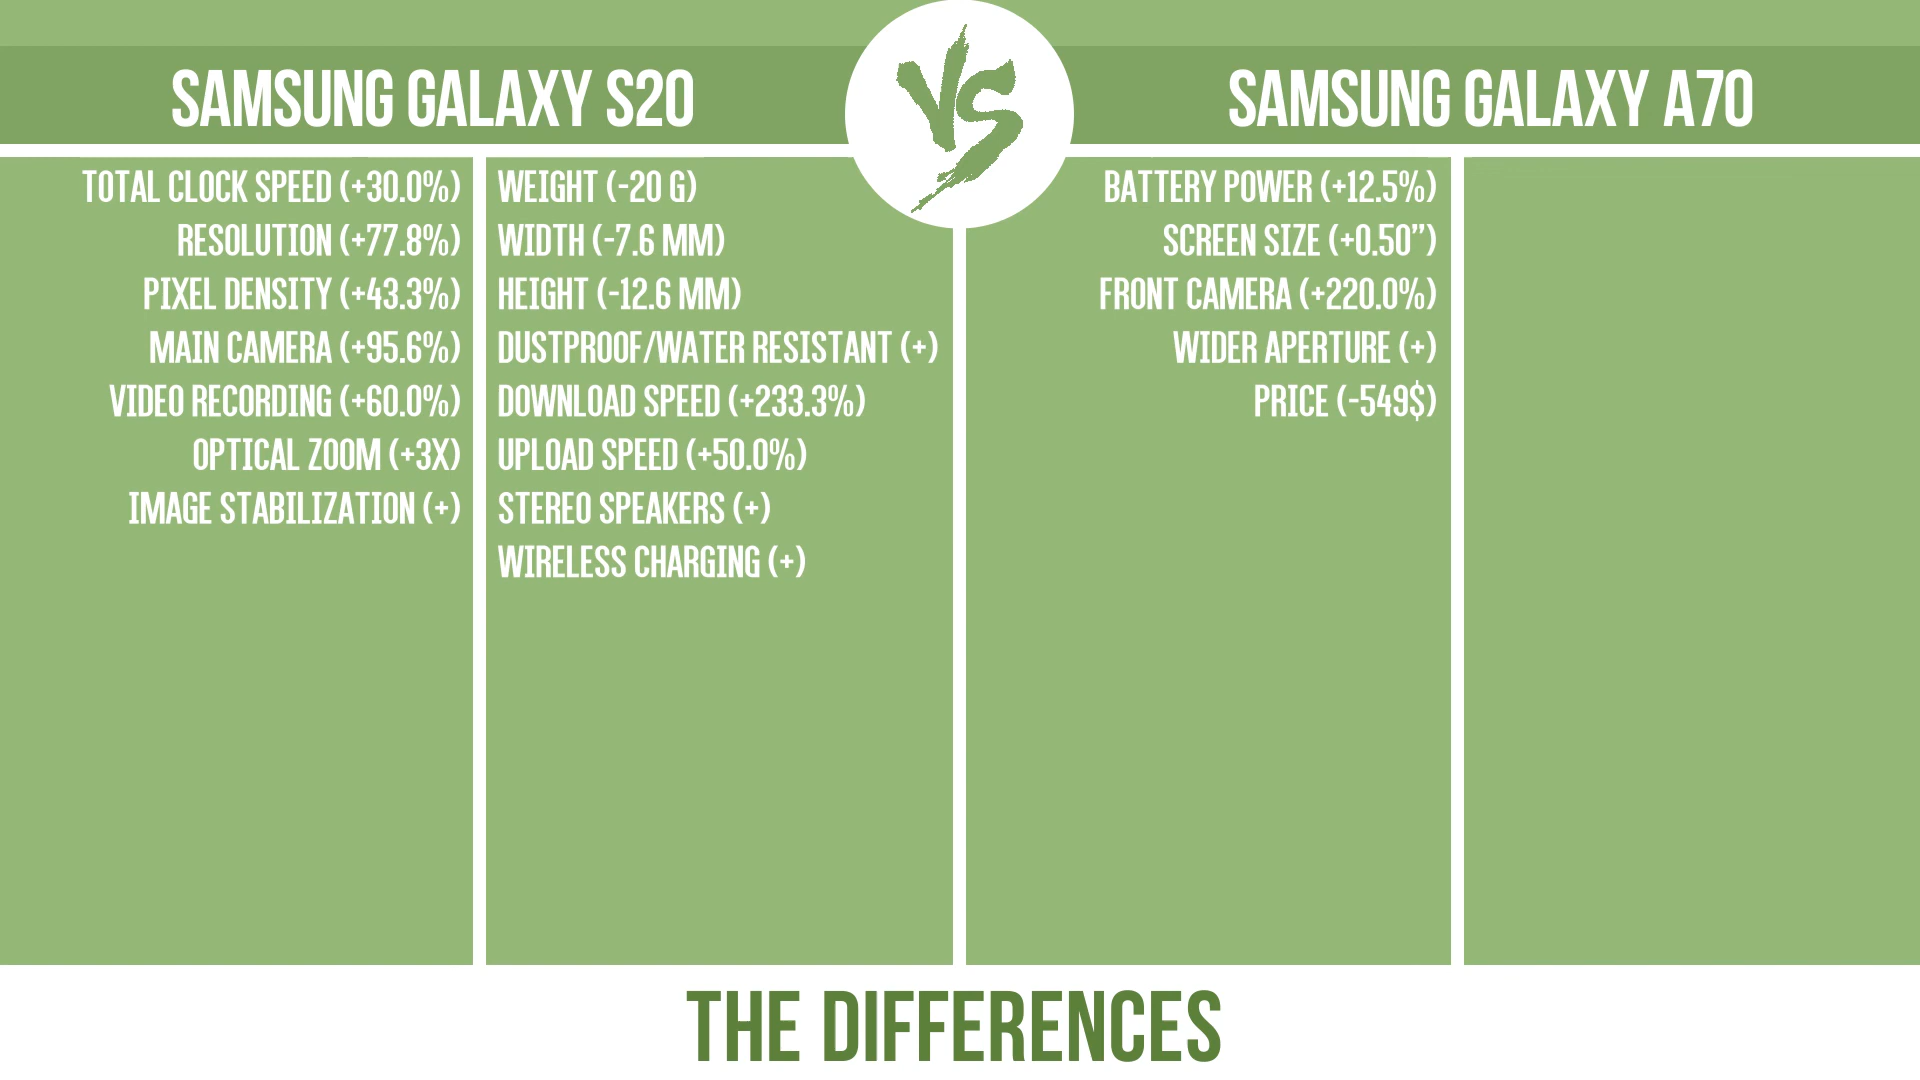 SAMSUNG GALAXY S20
VS
SAMSUNG GALAXY A70
TOTAL CLOCK SPEED (+30.0%)
RESOLUTION (+77.8%)
PIXEL DENSITY (+43.3%)
MAIN CAMERA (+95.6%)
VIDEO RECORDING (+60.0%)
OPTICAL ZOOM (+3X)
IMAGE STABILIZATION (+)
WEIGHT (-20 G)
WIDTH (-7.6 MM)
HEIGHT (-12.6 MM)
DUSTPROOF/WATER RESISTANT (+)
DOWNLOAD SPEED (+233.3%)
UPLOAD SPEED (+50.0%)
STEREO SPEAKERS (+)
WIRELESS CHARGING (+)
BATTERY POWER (+12.5%)
SCREEN SIZE (+0.50”)
FRONT CAMERA (+220.0%)
WIDER APERTURE (+)
PRICE (-549$)
THE DIFFERENCES